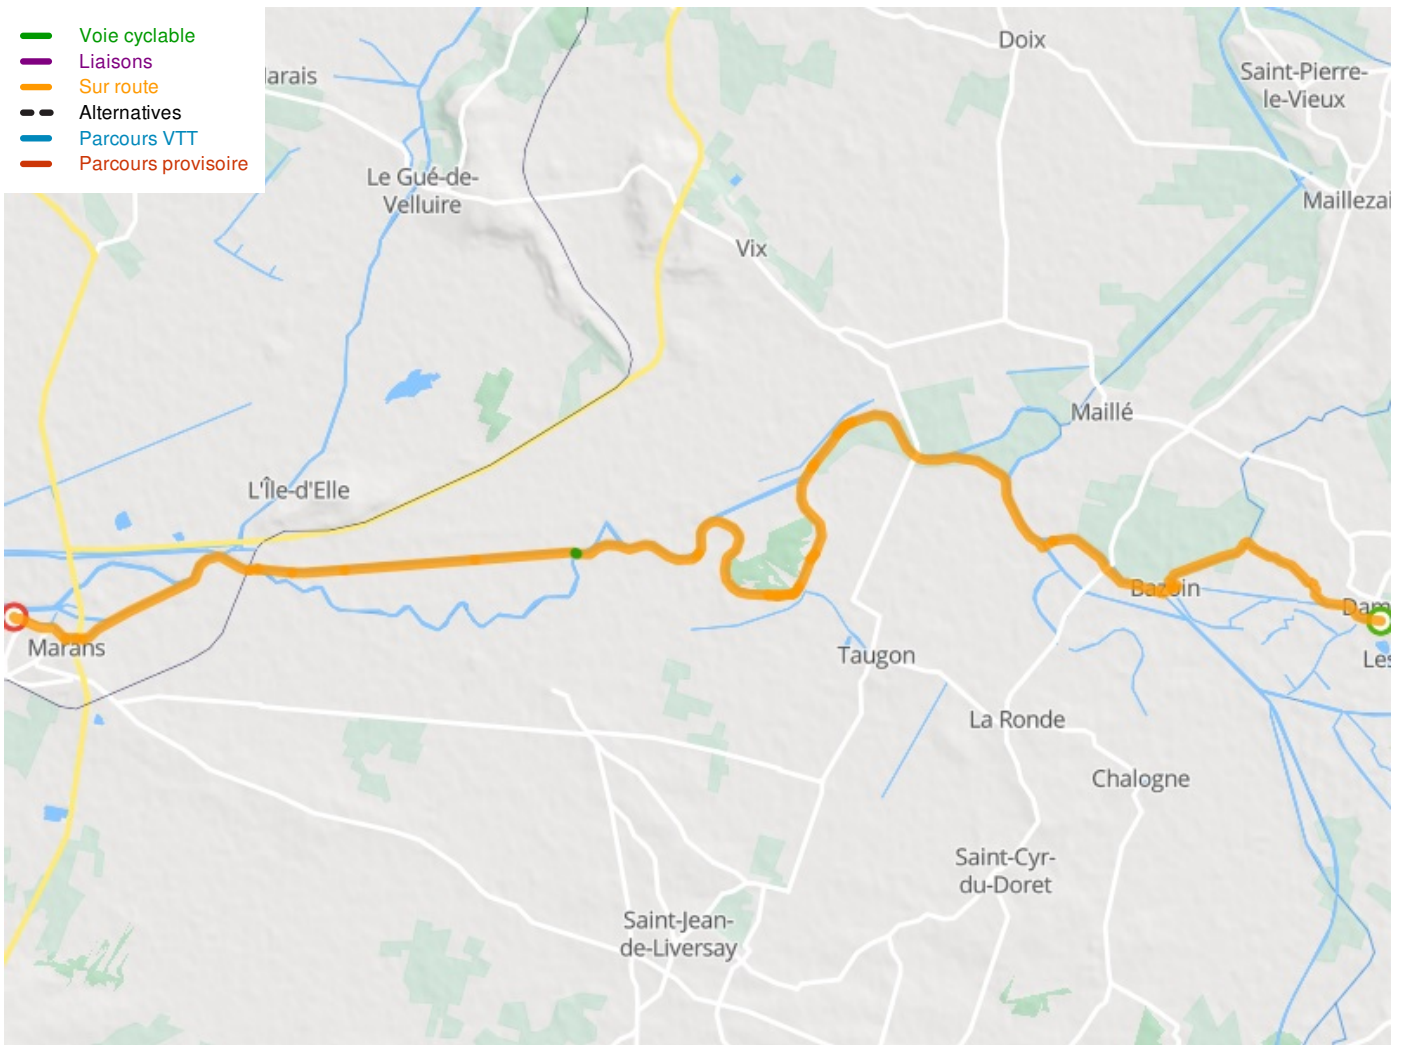 Voie cyclable
Liaisons
Sur route
Alternatives
Parcours VTT
Parcours provisoire
Doix
Saint-Pierre-
le-Vieux
Le Gué-de-
Velluire
Maillezai
Vix
Maillé
L'Île-d'Elle
Bazoin
Dam
Marans
Taugon
Les
La Ronde
Chalogne
Saint-Cyr-
du-Doret
Saint-Jean-
de-Liversay